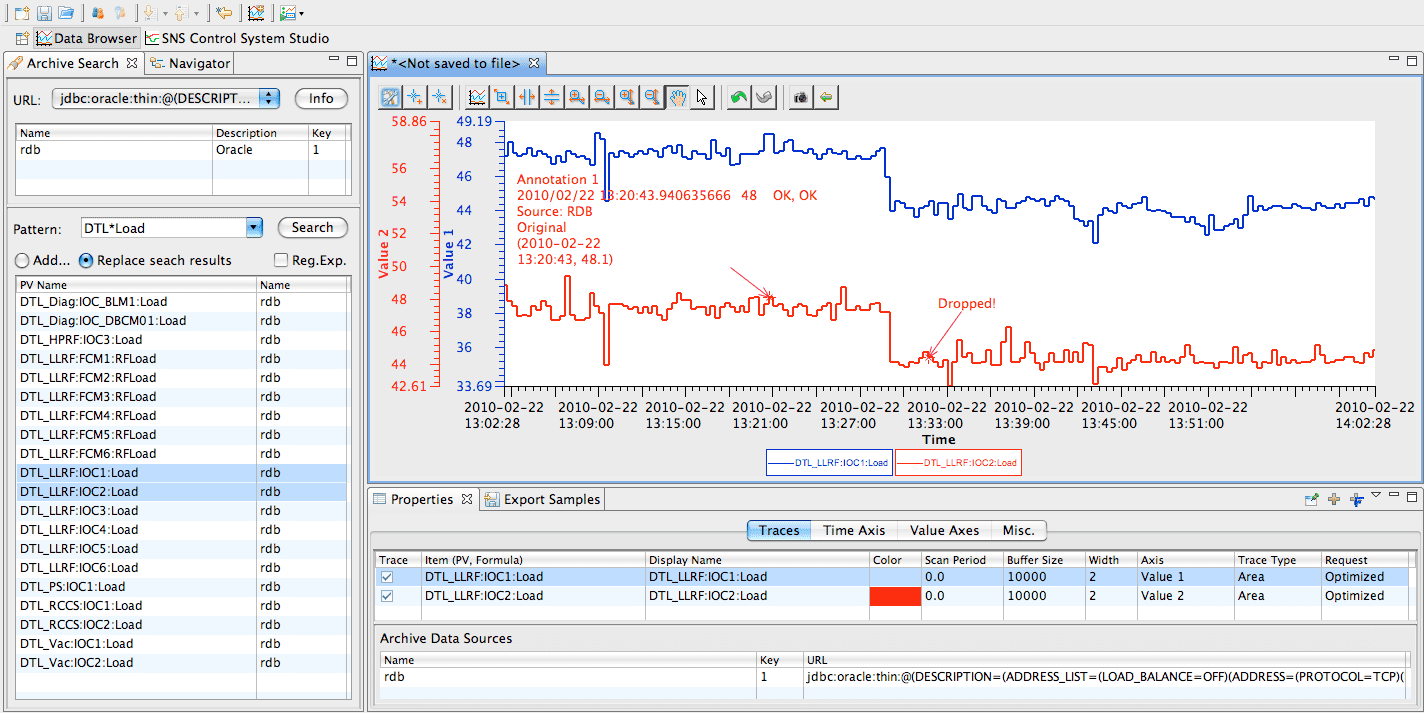 Data Browser SNS Control System Studio
Archive Search Navigator
URL: jdbc:oracle:thin:@(DESCRIPT... Info
Name Description Key
rdb Oracle 1
Pattern: DTL*Load Search
Add... Replace seach results Reg.Exp.
PV Name Name
DTL_Diag:IOC_BLM1:Load rdb
DTL_Diag:IOC_DBCM01:Load rdb
DTL_HPRF:IOC3:Load rdb
DTL_LLRF:FCM1:RFLoad rdb
DTL_LLRF:FCM2:RFLoad rdb
DTL_LLRF:FCM3:RFLoad rdb
DTL_LLRF:FCM4:RFLoad rdb
DTL_LLRF:FCM5:RFLoad rdb
DTL_LLRF:FCM6:RFLoad rdb
DTL_LLRF:IOC1:Load rdb
DTL_LLRF:IOC2:Load rdb
DTL_LLRF:IOC3:Load rdb
DTL_LLRF:IOC4:Load rdb
DTL_LLRF:IOC5:Load rdb
DTL_LLRF:IOC6:Load rdb
DTL_PS:IOC1:Load rdb
DTL_RCCS:IOC1:Load rdb
DTL_RCCS:IOC2:Load rdb
DTL_Vac:IOC1:Load rdb
DTL_Vac:IOC2:Load rdb
*<Not saved to file>
Value 2
58.86
56
54
52
50
48
46
44
42.61
Value 1
49.19
48
46
44
42
40
38
36
33.69
Annotation 1
2010/02/22 13:20:43.940635666 48 OK, OK
Source: RDB
Original
(2010-02-22
13:20:43, 48.1)
Dropped!
2010-02-22 2010-02-22 2010-02-22 2010-02-22 2010-02-22 2010-02-22 2010-02-22 2010-02-22 2010-02-22 2010-02-22
13:02:28 13:09:00 13:15:00 13:21:00 13:27:00 13:33:00 13:39:00 13:45:00 13:51:00 14:02:28
Time
DTL_LLRF:IOC1:Load DTL_LLRF:IOC2:Load
Properties Export Samples
Traces Time Axis Value Axes Misc.
Trace Item (PV, Formula) Display Name Color Scan Period Buffer Size Width Axis Trace Type Request
DTL_LLRF:IOC1:Load DTL_LLRF:IOC1:Load 0.0 10000 2 Value 1 Area Optimized
DTL_LLRF:IOC2:Load DTL_LLRF:IOC2:Load 0.0 10000 2 Value 2 Area Optimized
Archive Data Sources
Name Key URL
rdb 1 jdbc:oracle:thin:@(DESCRIPTION=(ADDRESS_LIST=(LOAD_BALANCE=OFF)(ADDRESS=(PROTOCOL=TCP)(